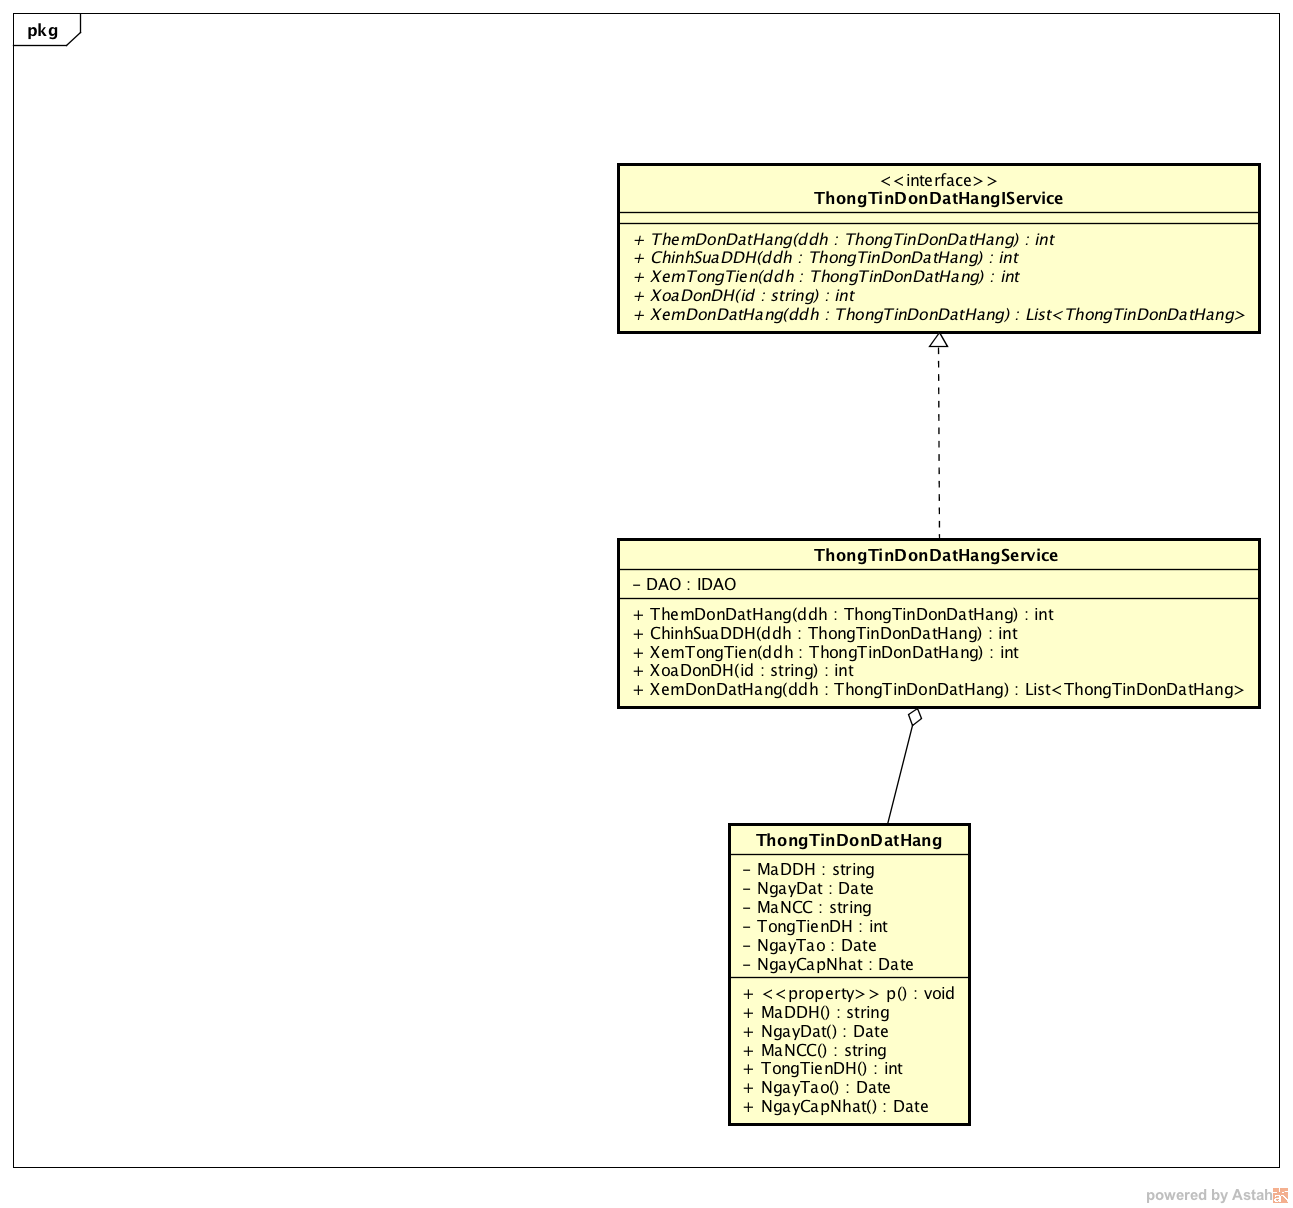 pkg
<<interface>>
ThongTinDonDatHangIService
+ ThemDonDatHang(ddh : ThongTinDonDatHang) : int
+ ChinhSuaDDH(ddh : ThongTinDonDatHang) : int
+ XemTongTien(ddh : ThongTinDonDatHang) : int
+ XoaDonDH(id : string) : int
+ XemDonDatHang(ddh : ThongTinDonDatHang) : List<ThongTinDonDatHang>
ThongTinDonDatHangService
- DAO : IDAO
+ ThemDonDatHang(ddh : ThongTinDonDatHang) : int
+ ChinhSuaDDH(ddh : ThongTinDonDatHang) : int
+ XemTongTien(ddh : ThongTinDonDatHang) : int
+ XoaDonDH(id : string) : int
+ XemDonDatHang(ddh : ThongTinDonDatHang) : List<ThongTinDonDatHang>
ThongTinDonDatHang
- MaDDH : string
- NgayDat : Date
- MaNCC : string
- TongTienDH : int
- NgayTao : Date
- NgayCapNhat : Date
+ <<property>> p() : void
+ MaDDH() : string
+ NgayDat() : Date
+ MaNCC() : string
+ TongTienDH() : int
+ NgayTao() : Date
+ NgayCapNhat() : Date
powered by Astah